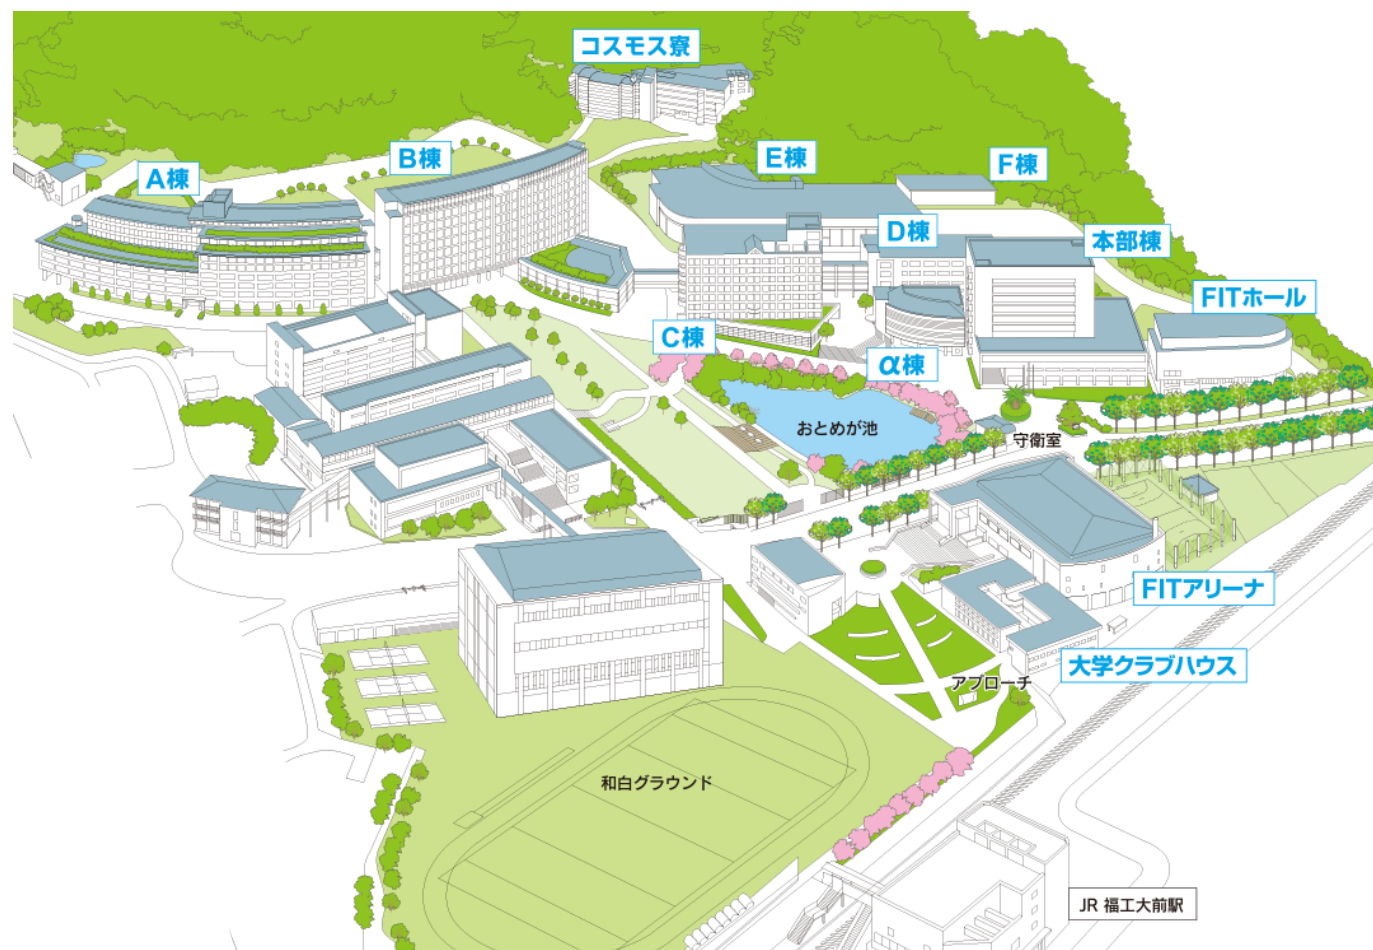 コスモス寮
B棟
E棟
F棟
A棟
D棟
本部棟
FITホール
C棟
α棟
おとめが池
守衛室
FITアリーナ
大学クラブハウス
アプローチ
和白グラウンド
JR 福工大前駅